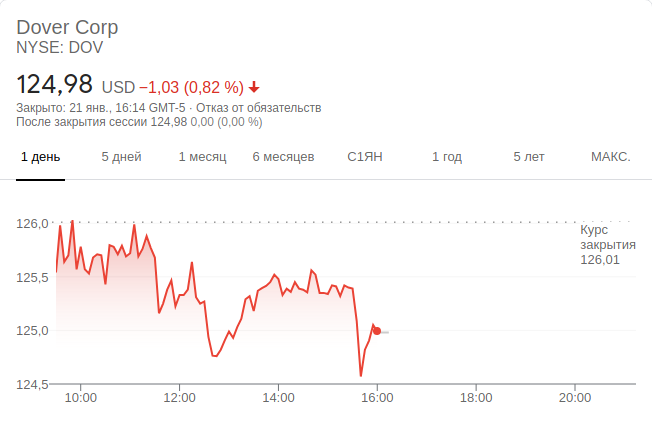 Dover Corp
NYSE: DOV
124,98 USD −1,03 (0,82 %)
Закрыто: 21 янв., 16:14 GMT-5 · Отказ от обязательств
После закрытия сессии 124,98 0,00 (0,00 %)
1 день 5 дней 1 месяц 6 месяцев С1ЯН 1 год 5 лет МАКС.
126,0
Курс
закрытия
126,01
125,5
125,0
124,5
10:00 12:00 14:00 16:00 18:00 20:00